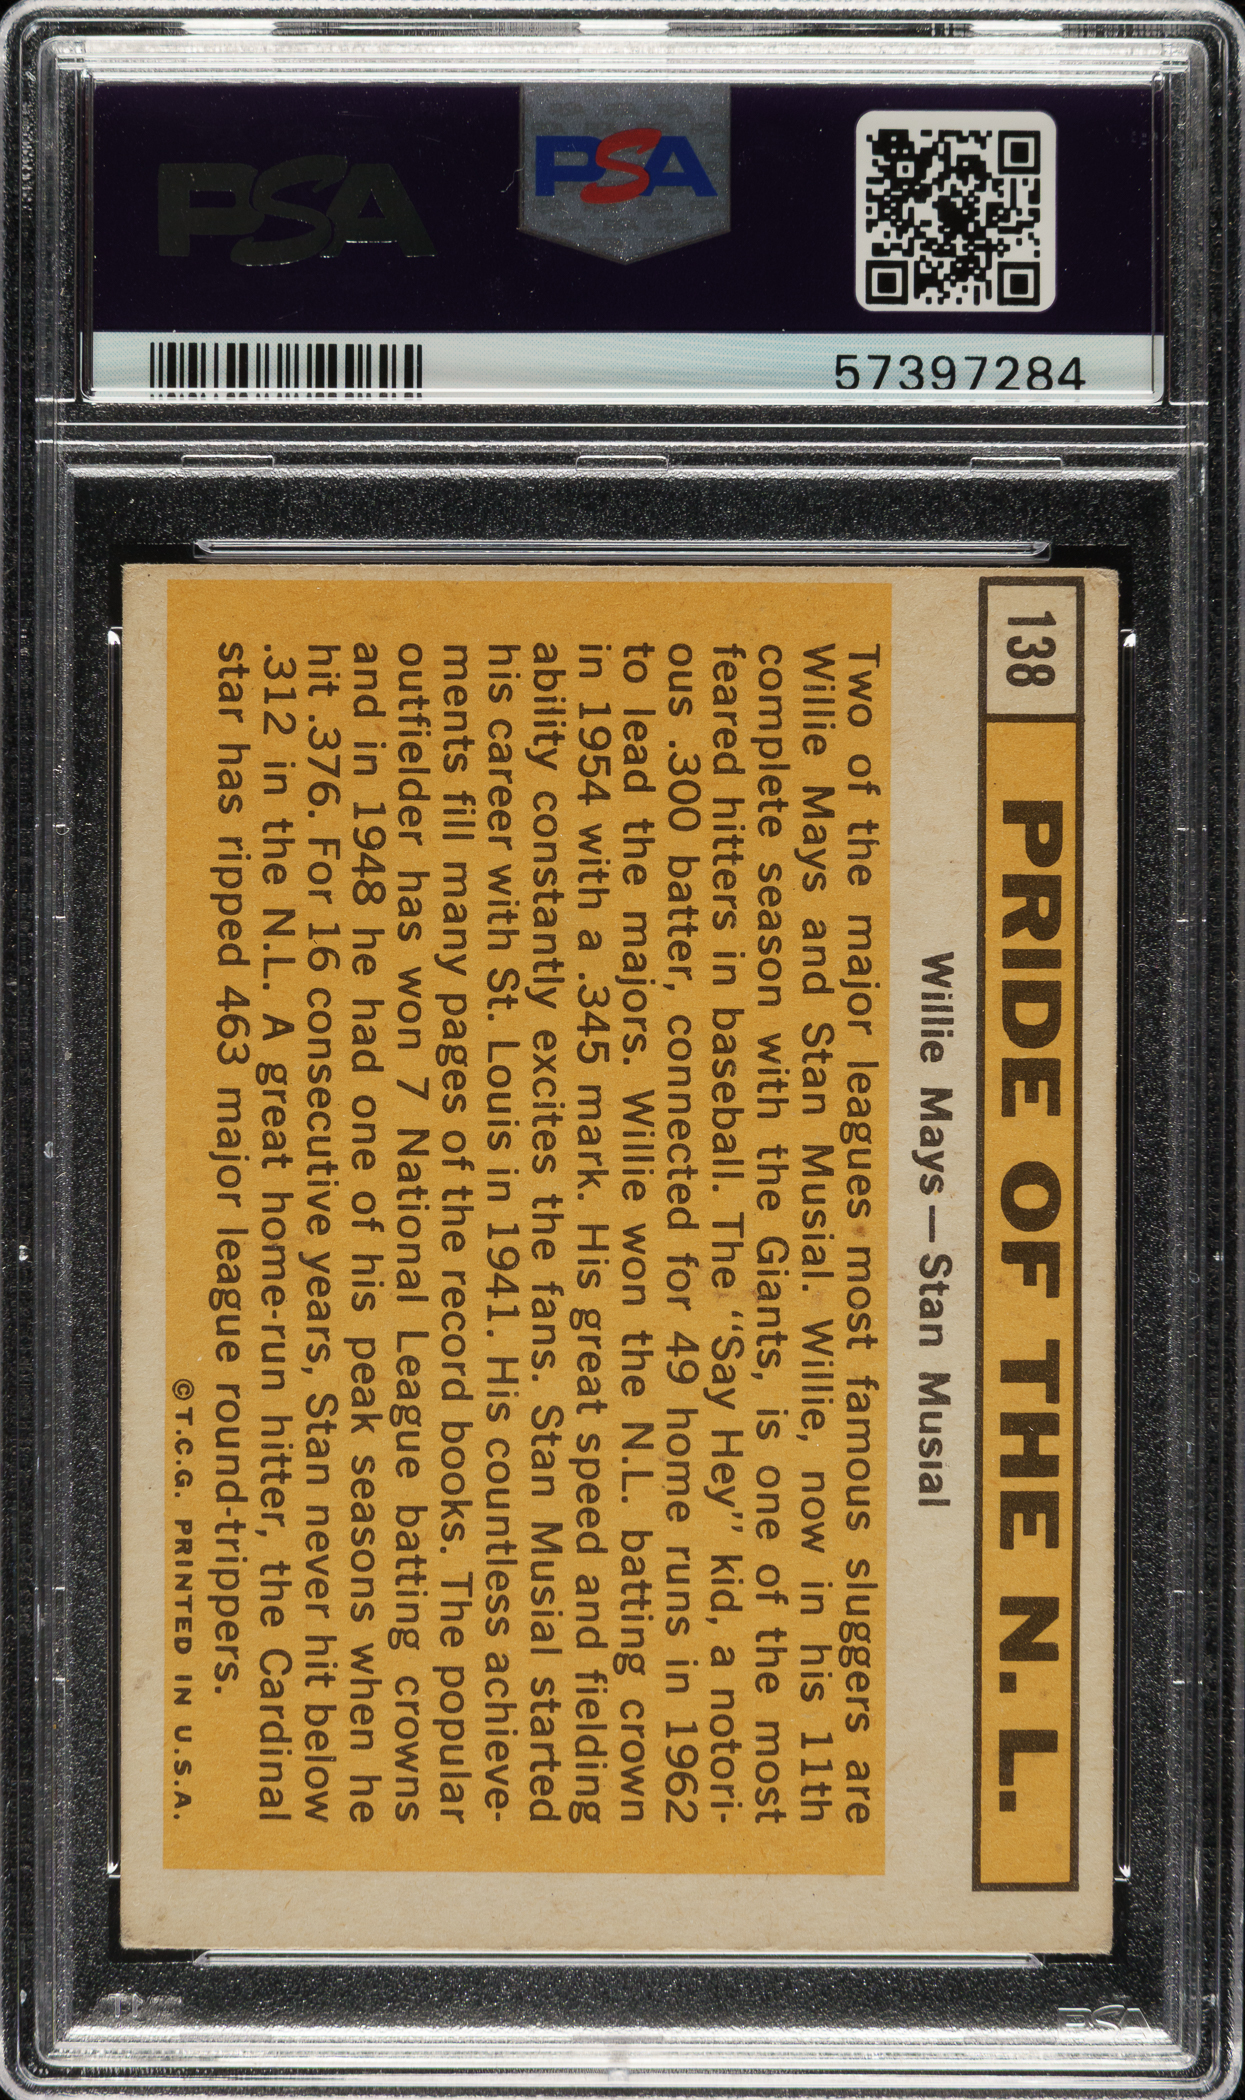 PSA
PSA
57397284
138
PRIDE OF THE N. L.
Willie Mays—Stan Musial
Two of the major leagues most famous sluggers are
Willie Mays and Stan Musial. Willie, now in his 11th
complete season with the Giants, is one of the most
feared hitters in baseball. The "Say Hey" kid, a notori-
ous .300 batter, connected for 49 home runs in 1962
to lead the majors. Willie won the N.L. batting crown
in 1954 with a .345 mark. His great speed and fielding
ability constantly excites the fans. Stan Musial started
his career with St. Louis in 1941. His countless achieve-
ments fill many pages of the record books. The popular
outfielder has won 7 National League batting crowns
and in 1948 he had one of his peak seasons when he
hit .376. For 16 consecutive years, Stan never hit below
.312 in the N.L. A great home-run hitter, the Cardinal
star has ripped 463 major league round-trippers.
©T.C.G. PRINTED IN U.S.A.
PSA